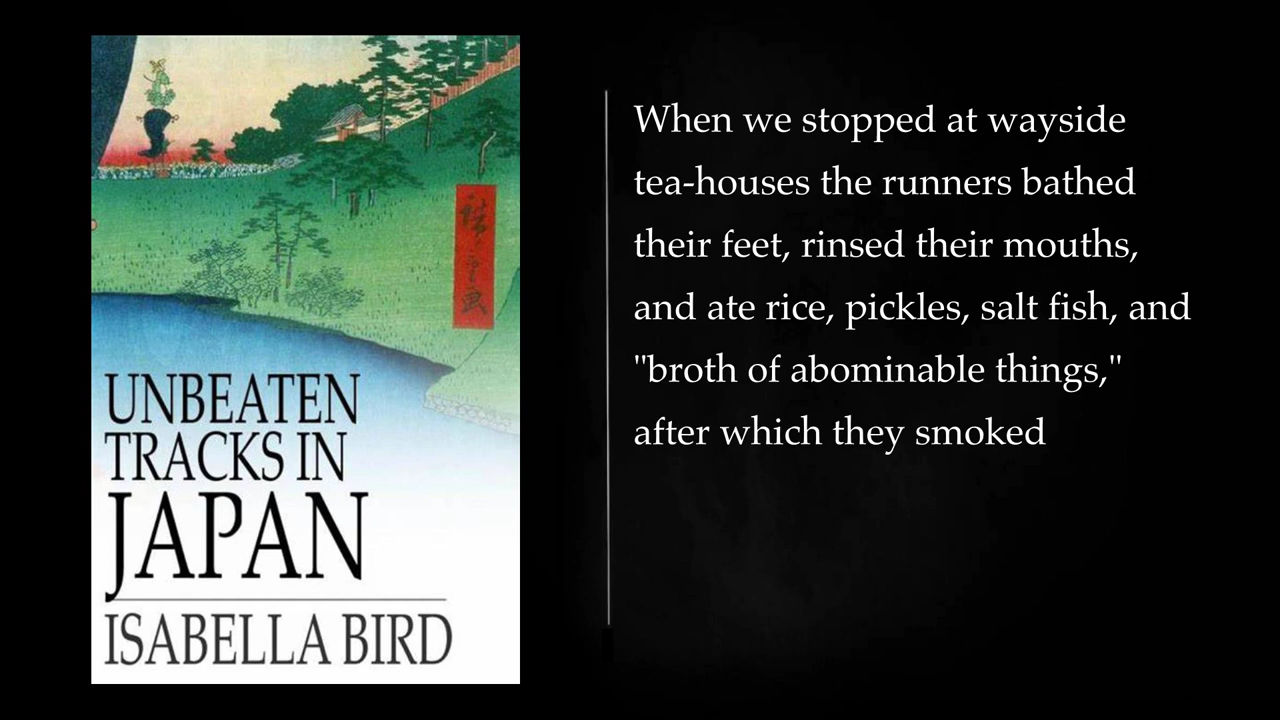 UNBEATEN
TRACKS IN
JAPAN
ISABELLA BIRD
When we stopped at wayside
tea-houses the runners bathed
their feet, rinsed their mouths,
and ate rice, pickles, salt fish, and
"broth of abominable things,"
after which they smoked